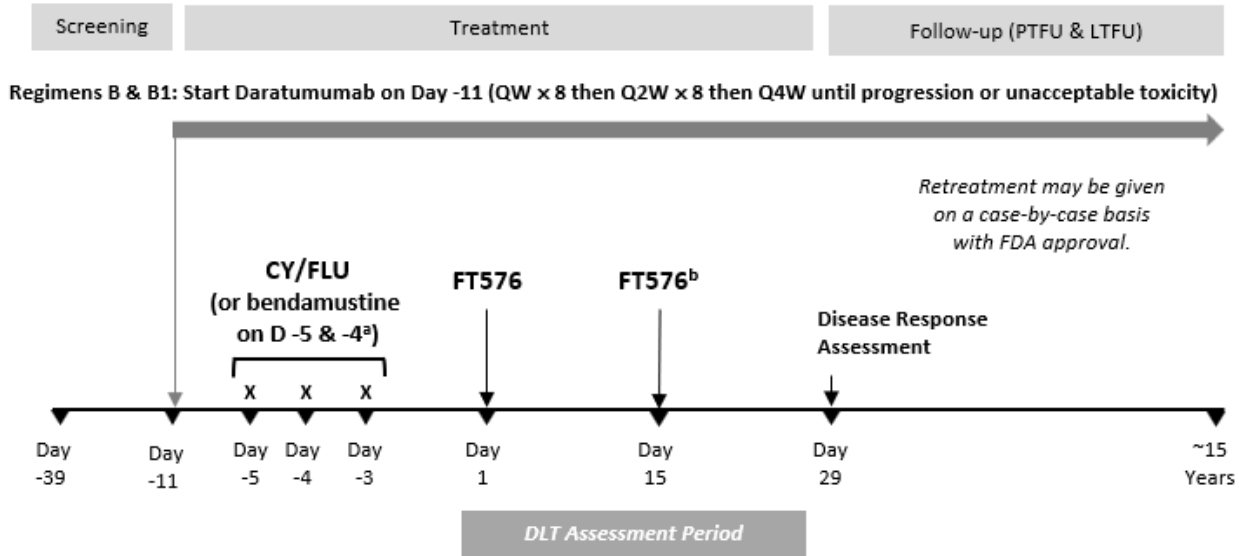 Screening
Treatment
Follow-up (PTFU & LTFU)
Regimens B & B1: Start Daratumumab on Day -11 (QW x 8 then Q2W x 8 then Q4W until progression or unacceptable toxicity)
Retreatment may be given
on a case-by-case basis
with FDA approval.
CY/FLU
(or bendamustine
on D -5 & -4ª)
X X X
FT576
FT576ᵇ
Disease Response
Assessment
Day
-39
Day
-11
Day
-5
Day
-4
Day
-3
Day
1
Day
15
Day
29
~15
Years
DLT Assessment Period